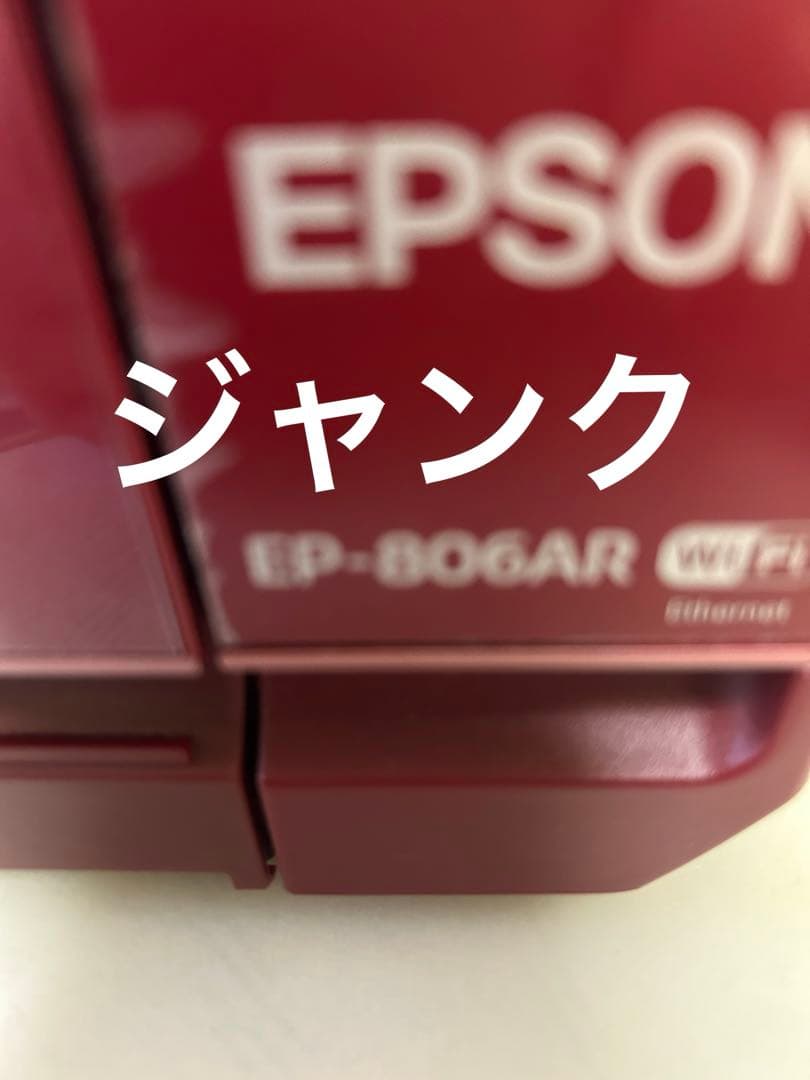 EPSON
ジャンク
EP-806AR Wi Fi
Ethernet